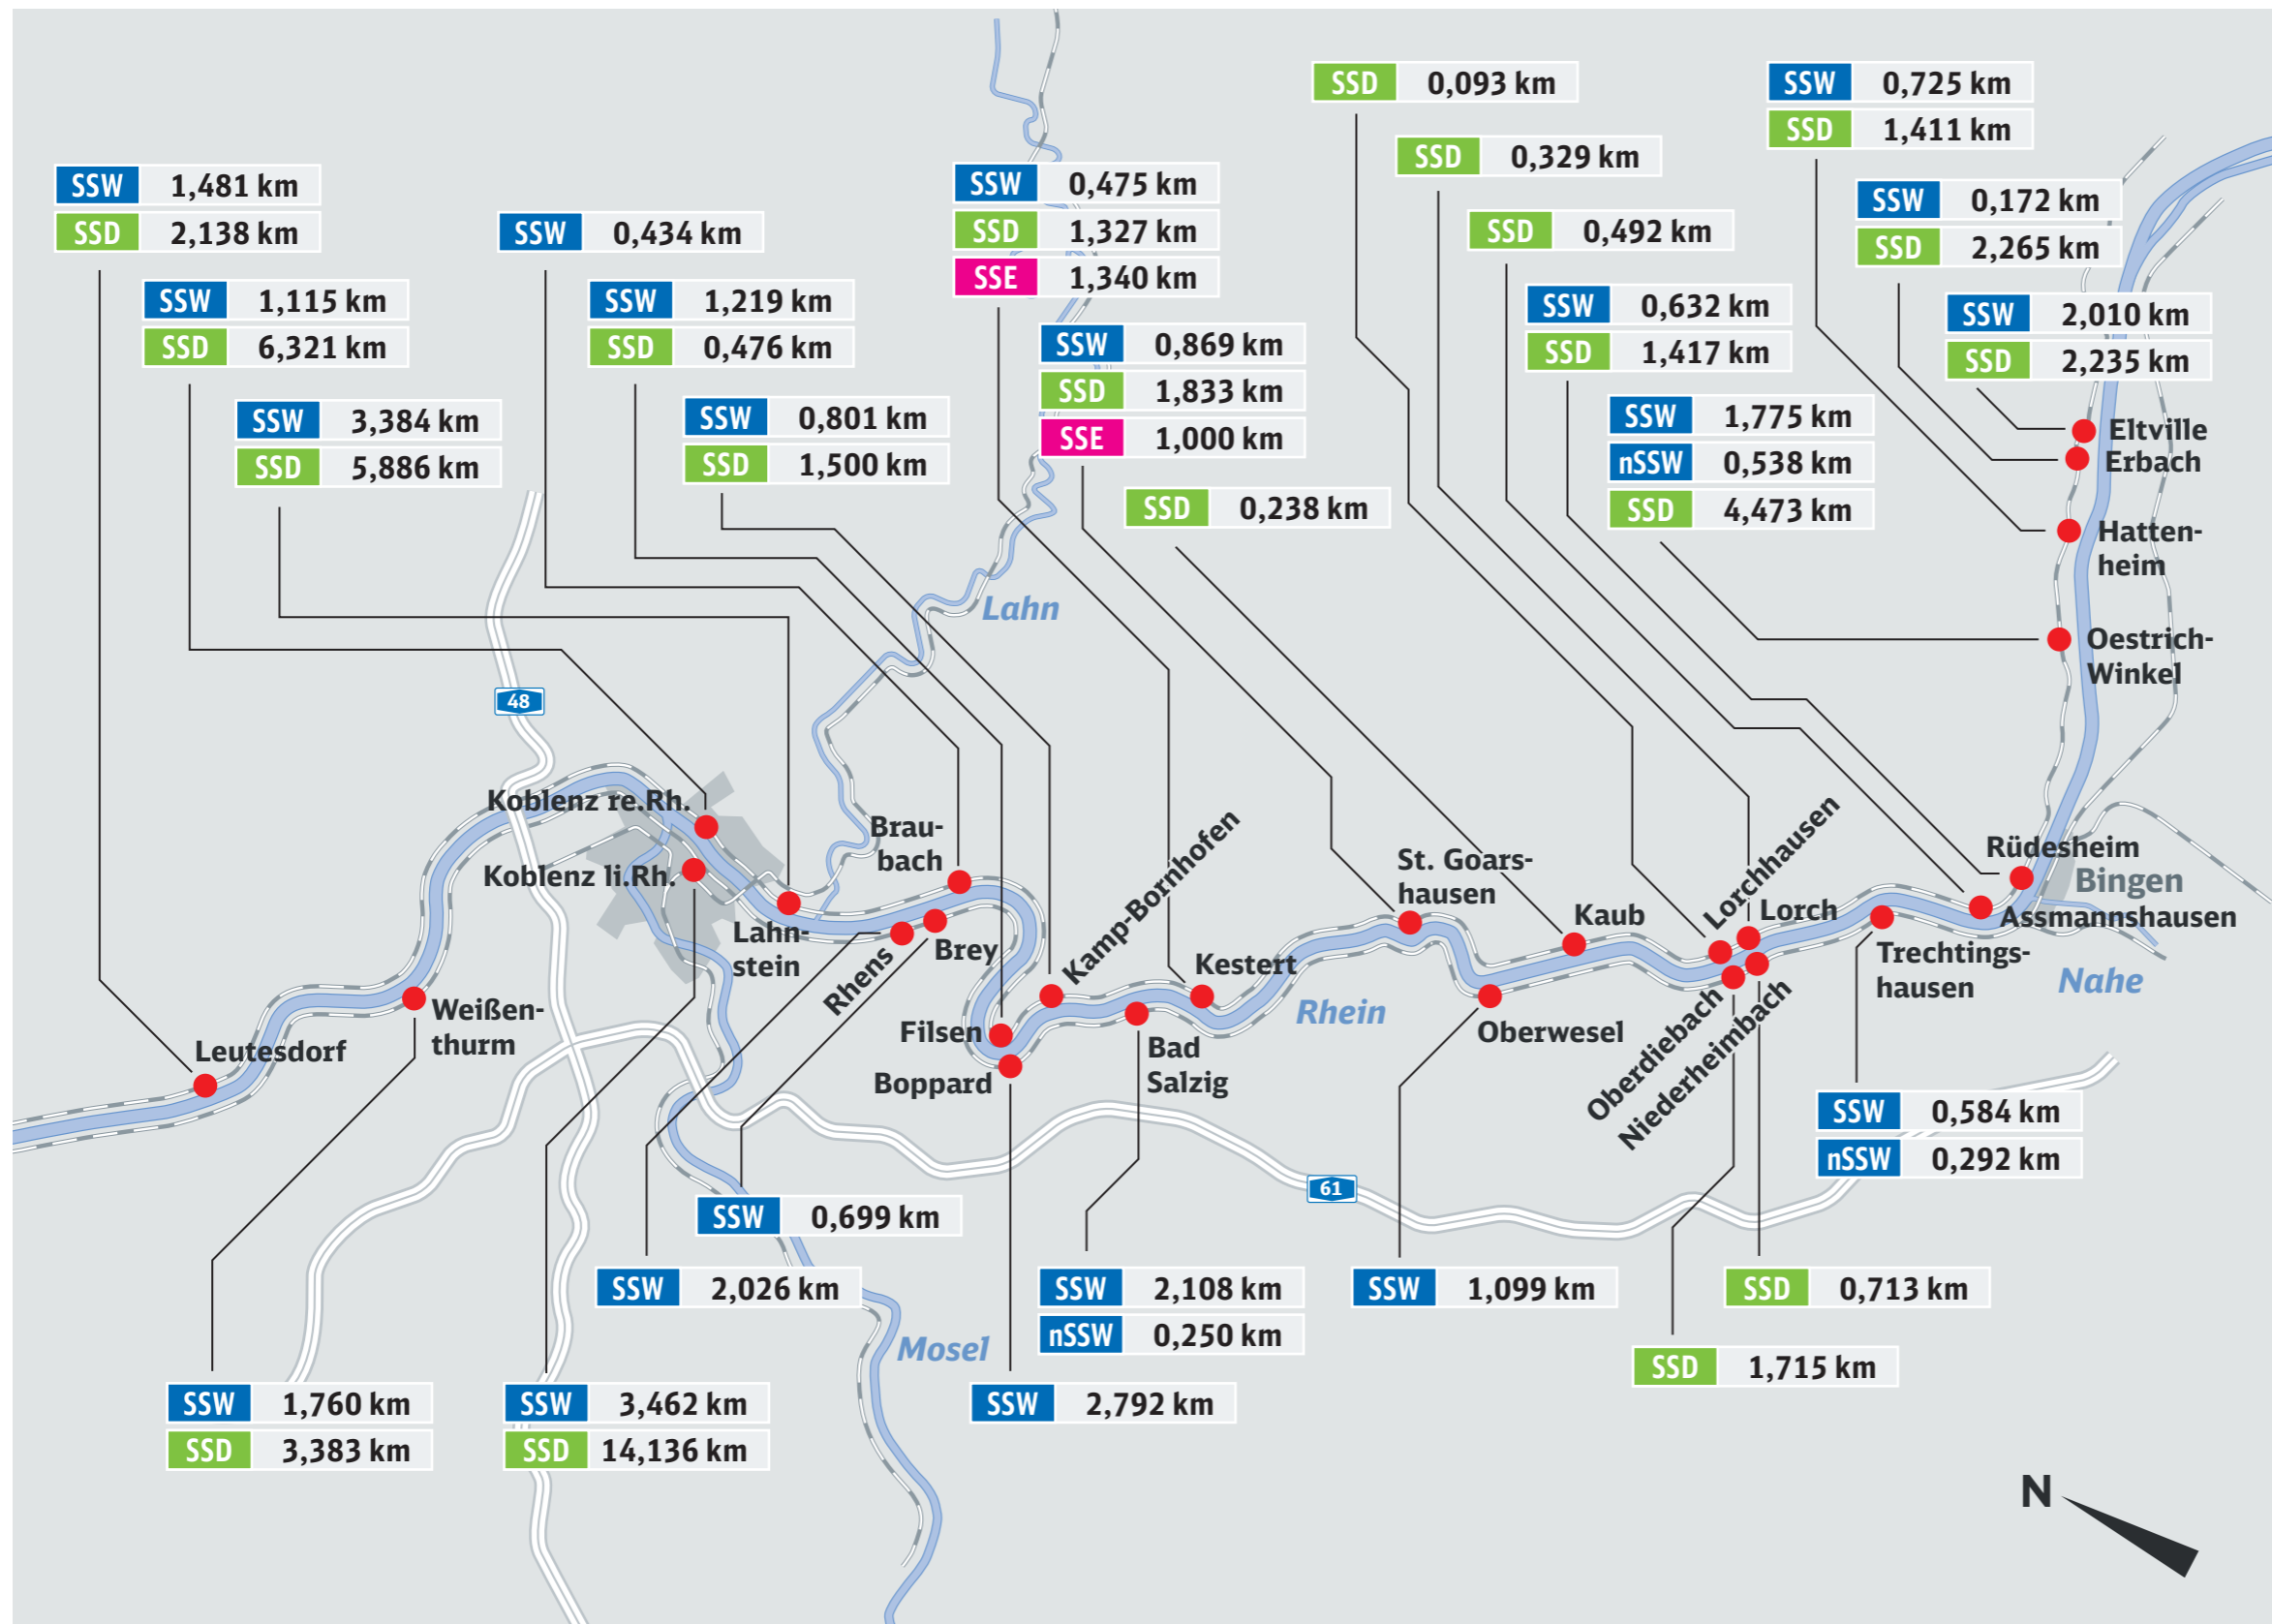 SSD 0,093 km
SSW 0,725 km
SSD 1,411 km
SSD 0,329 km
SSW 1,481 km
SSD 2,138 km
SSW 0,475 km
SSD 1,327 km
SSE 1,340 km
SSW 0,172 km
SSD 2,265 km
SSW 0,434 km
SSD 0,492 km
SSW 1,115 km
SSD 6,321 km
SSW 1,219 km
SSD 0,476 km
SSW 0,632 km
SSD 1,417 km
SSW 2,010 km
SSD 2,235 km
SSW 0,869 km
SSD 1,833 km
SSE 1,000 km
SSW 3,384 km
SSD 5,886 km
SSW 0,801 km
SSD 1,500 km
SSW 1,775 km
nSSW 0,538 km
SSD 4,473 km
SSD 0,238 km
Eltville
Erbach
Hatten-
heim
Lahn
Oestrich-
Winkel
48
Koblenz re.Rh.
Koblenz li.Rh.
Brau-
bach
Lahn-
stein
Rhens
Brey
Kamp-Bornhofen
Kestert
St. Goars-
hausen
Kaub
Lorchhausen
Lorch
Rüdesheim
Bingen
Assmannshausen
Trechtings-
hausen
Nahe
Rhein
Weißen-
thurm
Leutesdorf
Filsen
Boppard
Bad
Salzig
Oberwesel
Oberdiebach
Niederheimbach
SSW 0,584 km
nSSW 0,292 km
61
SSW 0,699 km
SSW 2,026 km
SSW 2,108 km
nSSW 0,250 km
SSW 1,099 km
SSD 0,713 km
Mosel
SSD 1,715 km
SSW 1,760 km
SSD 3,383 km
SSW 3,462 km
SSD 14,136 km
SSW 2,792 km
N